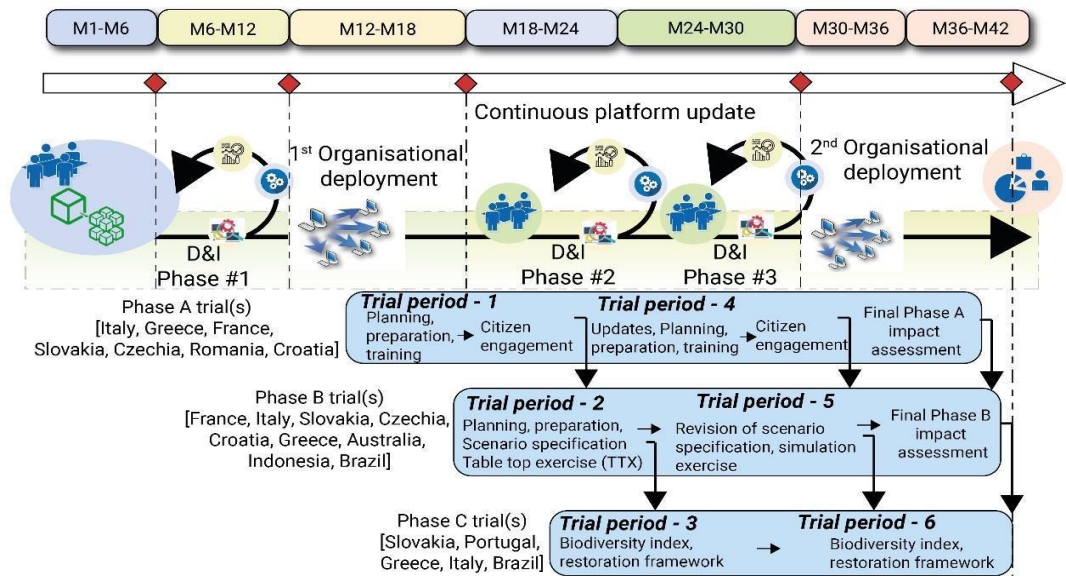 M1-M6
M6-M12
M12-M18
M18-M24
M24-M30
M30-M36
M36-M42
Continuous platform update
1st Organisational
deployment
2nd Organisational
deployment
D&I
Phase #1
D&I
Phase #2
D&I
Phase #3
Phase A trial(s)
[Italy, Greece, France,
Slovakia, Czechia, Romania, Croatia]
Trial period - 1
Planning,
preparation,
training
Citizen
engagement
Trial period - 4
Updates, Planning,
preparation, training
Citizen
engagement
Final Phase A
impact
assessment
Phase B trial(s)
[France, Italy, Slovakia, Czechia,
Croatia, Greece, Australia,
Indonesia, Brazil]
Trial period - 2
Planning, preparation,
Scenario specification
Table top exercise (TTX)
Trial period - 5
Revision of scenario
specification, simulation
exercise
Final Phase B
impact
assessment
Phase C trial(s)
[Slovakia, Portugal,
Greece, Italy, Brazil]
Trial period - 3
Biodiversity index,
restoration framework
Trial period - 6
Biodiversity index,
restoration framework